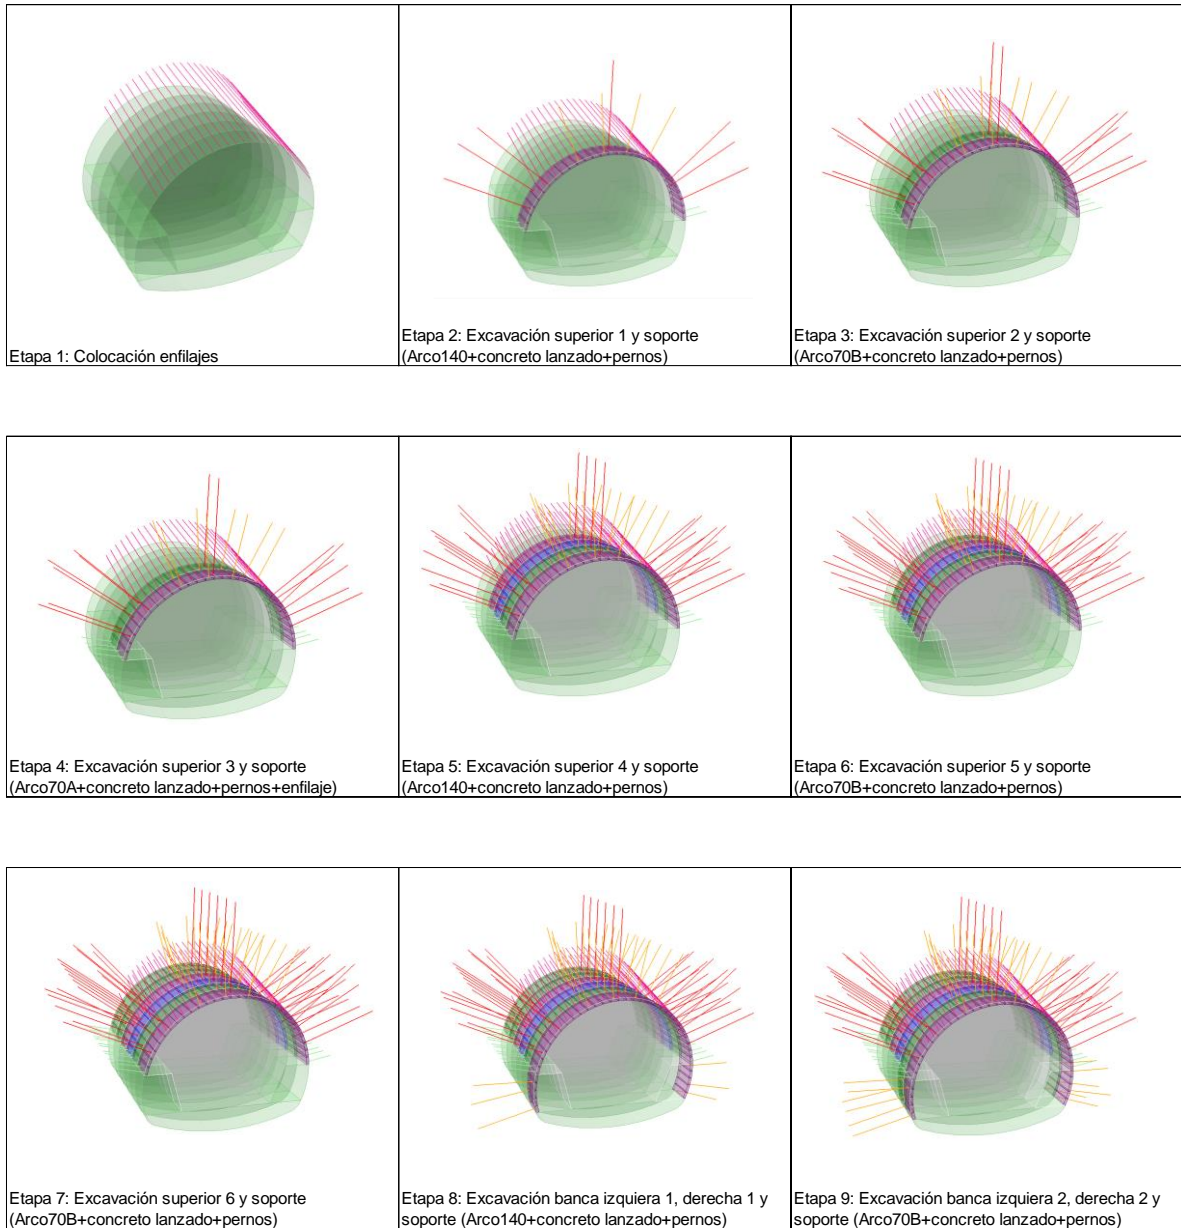 Etapa 1: Colocación enfilajes
Etapa 2: Excavación superior 1 y soporte
(Arco140+concreto lanzado+pernos)
Etapa 3: Excavación superior 2 y soporte
(Arco70B+concreto lanzado+pernos)
Etapa 4: Excavación superior 3 y soporte
(Arco70A+concreto lanzado+pernos+enfilaje)
Etapa 5: Excavación superior 4 y soporte
(Arco140+concreto lanzado+pernos)
Etapa 6: Excavación superior 5 y soporte
(Arco70B+concreto lanzado+pernos)
Etapa 7: Excavación superior 6 y soporte
(Arco70B+concreto lanzado+pernos)
Etapa 8: Excavación banca izquiera 1, derecha 1 y
soporte (Arco140+concreto lanzado+pernos)
Etapa 9: Excavación banca izquiera 2, derecha 2 y
soporte (Arco70B+concreto lanzado+pernos)